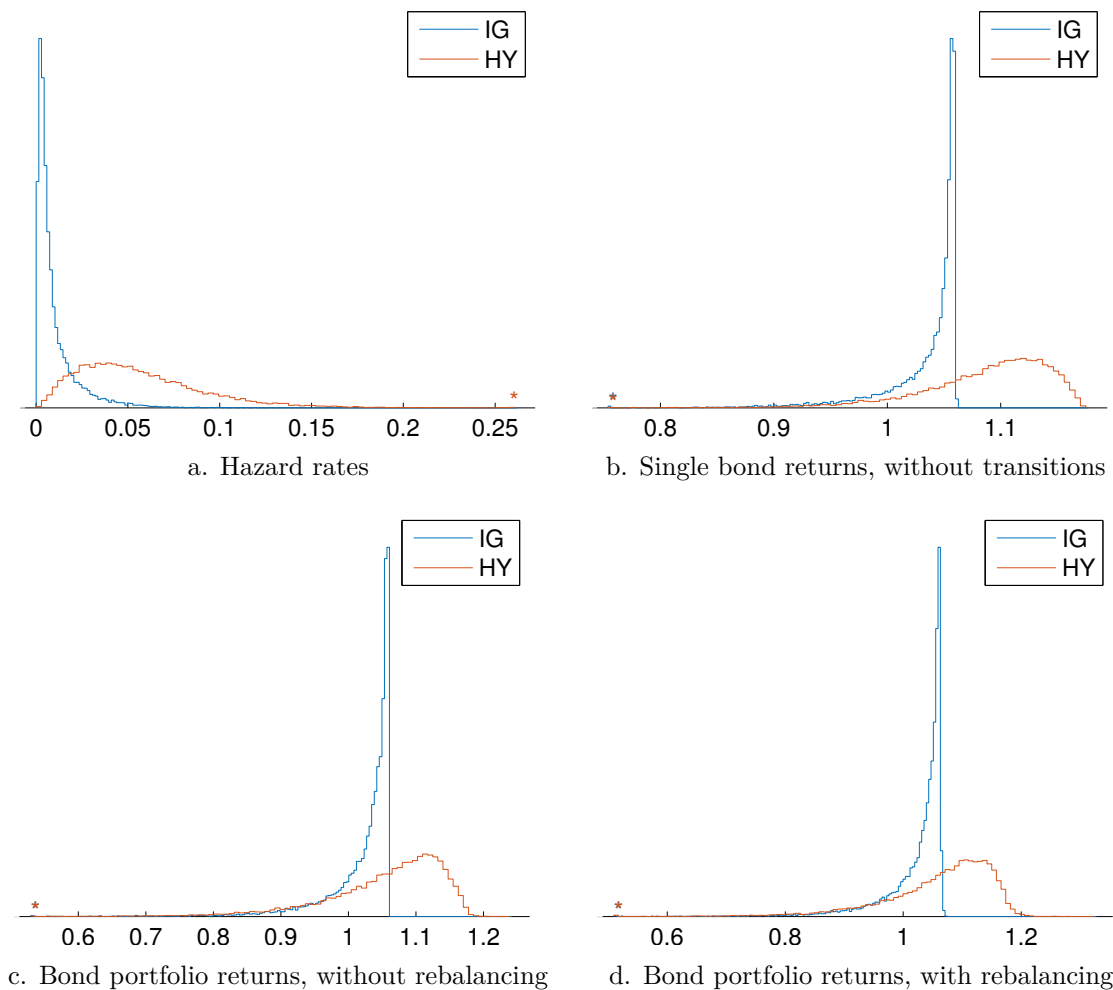 IG
HY
*
0 0.05 0.1 0.15 0.2 0.25
a. Hazard rates
IG
HY
*
0.8 0.9 1 1.1
b. Single bond returns, without transitions
IG
HY
*
0.6 0.7 0.8 0.9 1 1.1 1.2
c. Bond portfolio returns, without rebalancing
IG
HY
*
0.6 0.8 1 1.2
d. Bond portfolio returns, with rebalancing